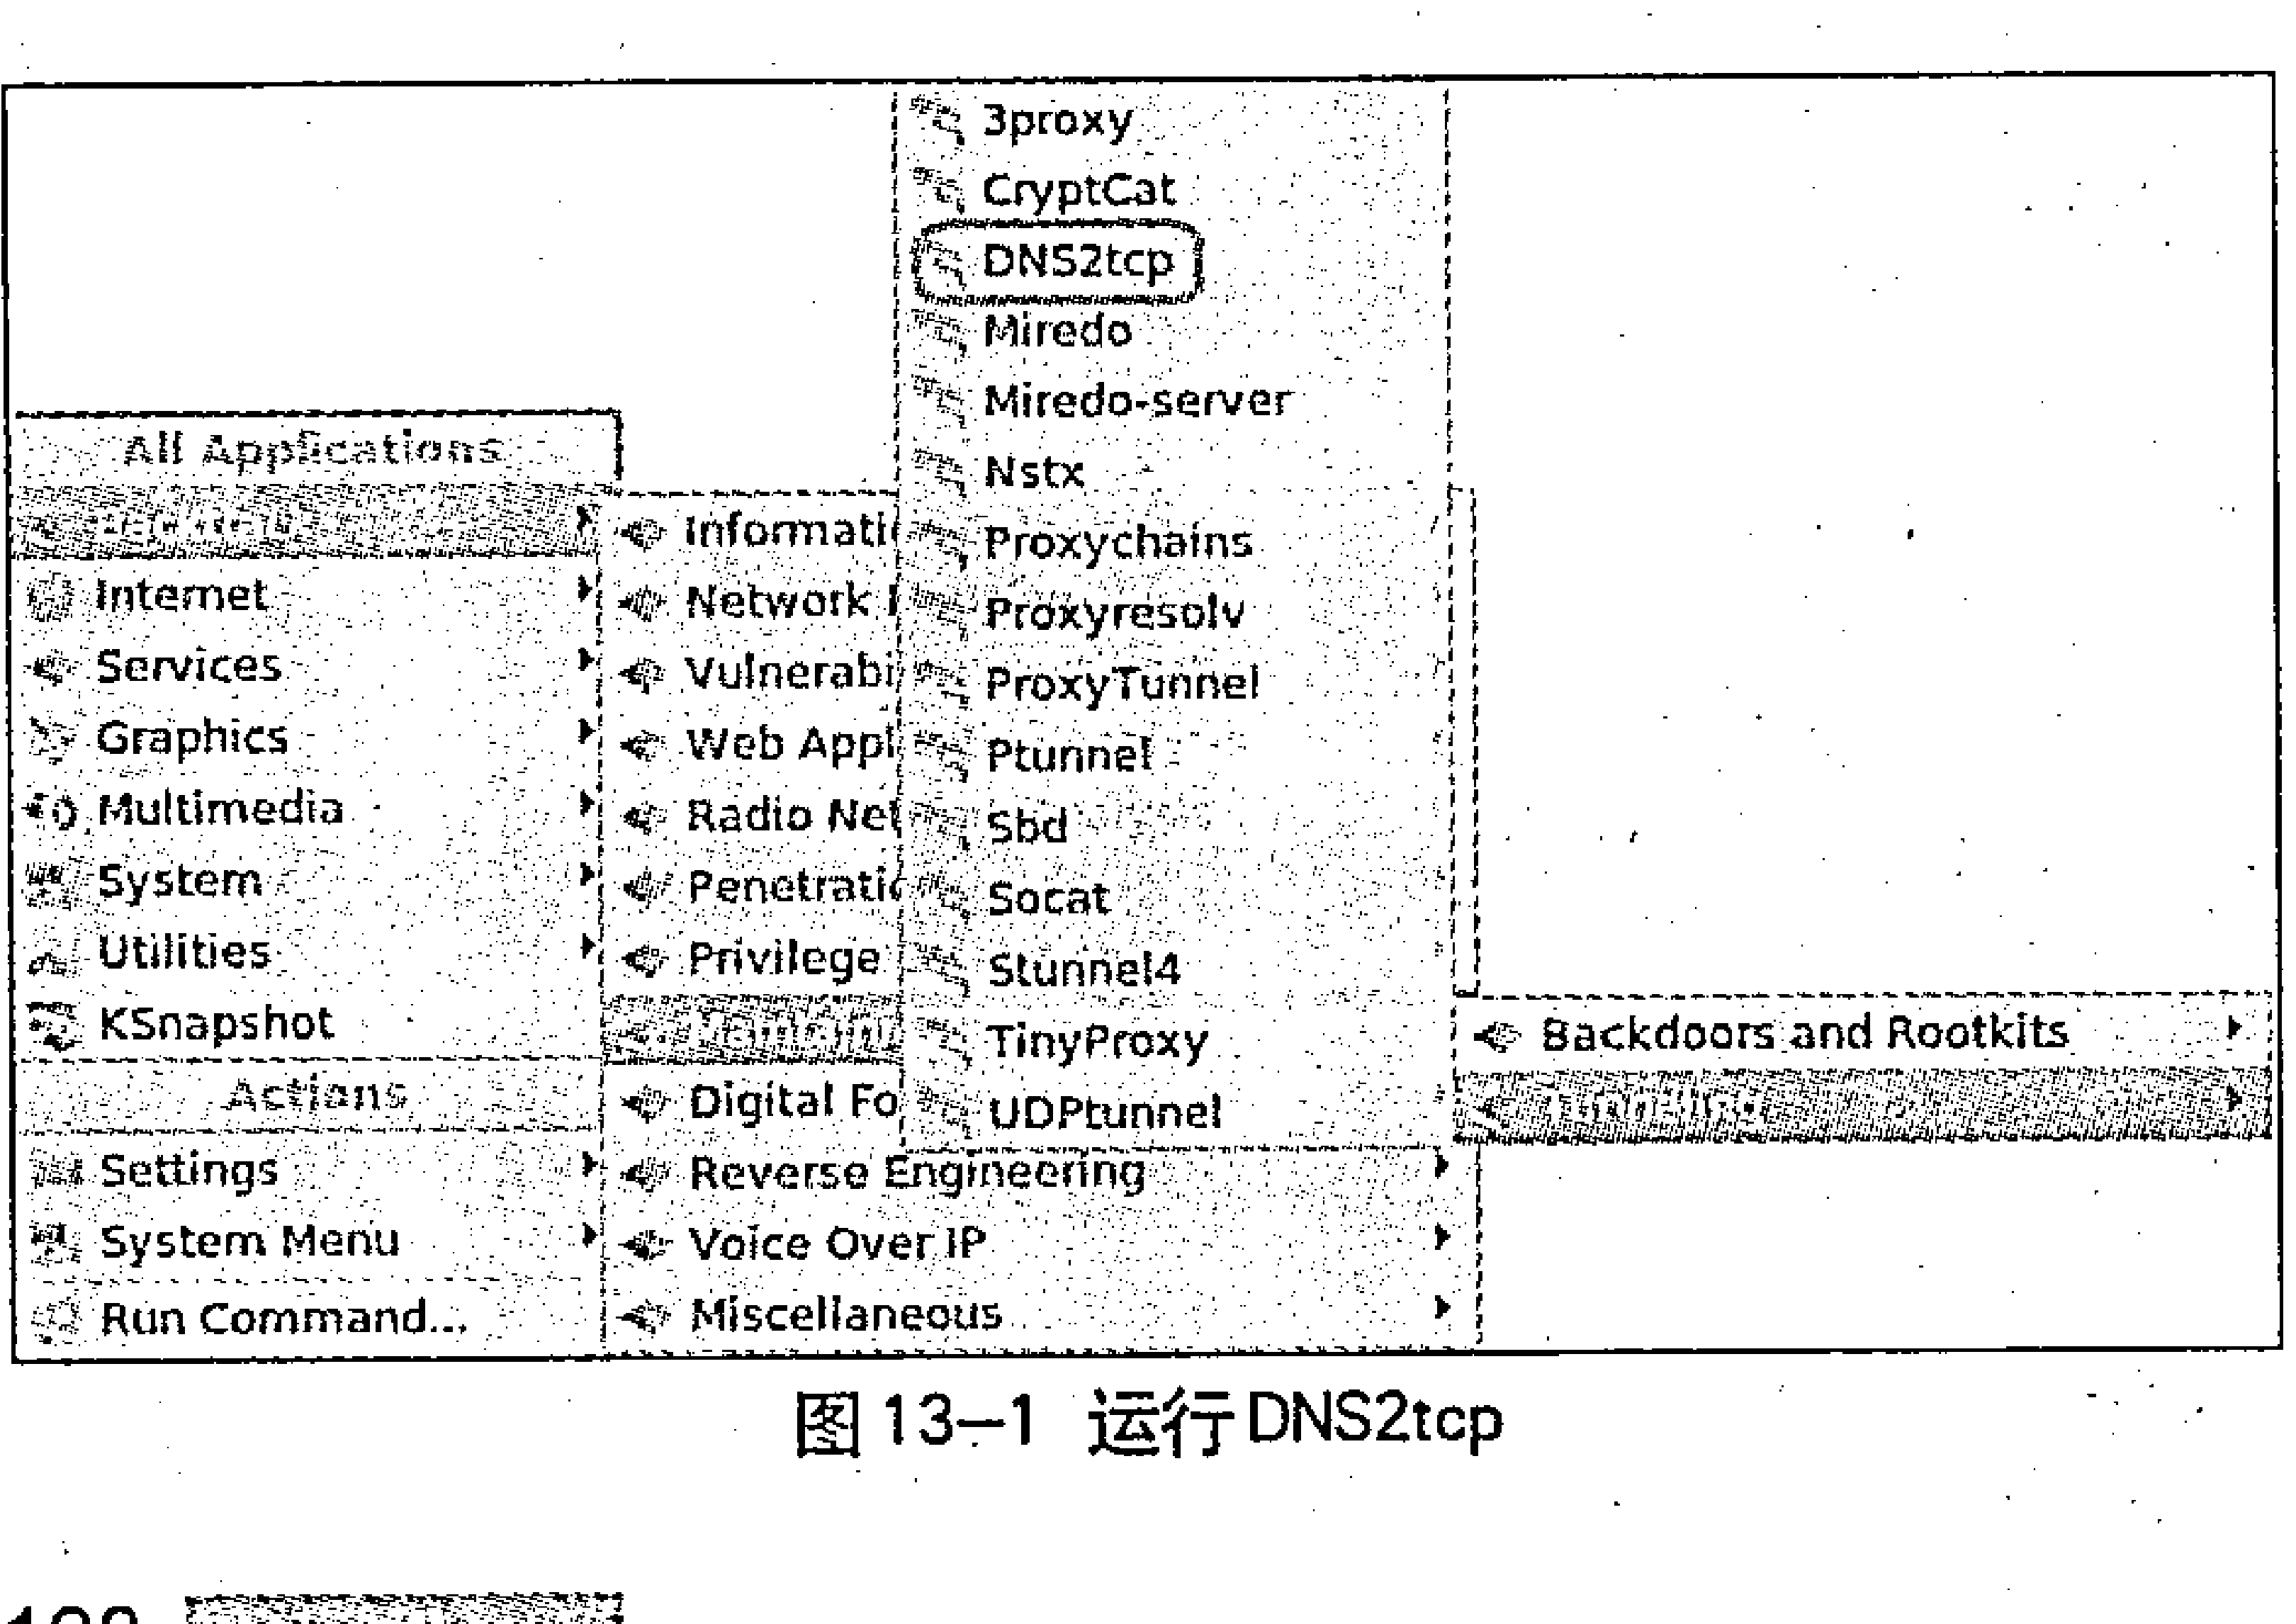 All Applications
Internet
Services
Graphics
Multimedia
System
Utilities
KSnapshot
Actions
Settings
System Menu
Run Command...
Informati
Network
Vulnerabi
Web Appl
Radio Net
Penetrati
Privilege
Digital Fo
Reverse Engineering
Voice Over IP
Miscellaneous
3proxy
CryptCat
DNS2tcp
Miredo
Miredo-server
Nstx
Proxychains
Proxyresolv
ProxyTunnel
Ptunnel
Sbd
Socat
Stunnel4
TinyProxy
UDPtunnel
Backdoors and Rootkits
Tunneling
图 13-1 运行DNS2tcp